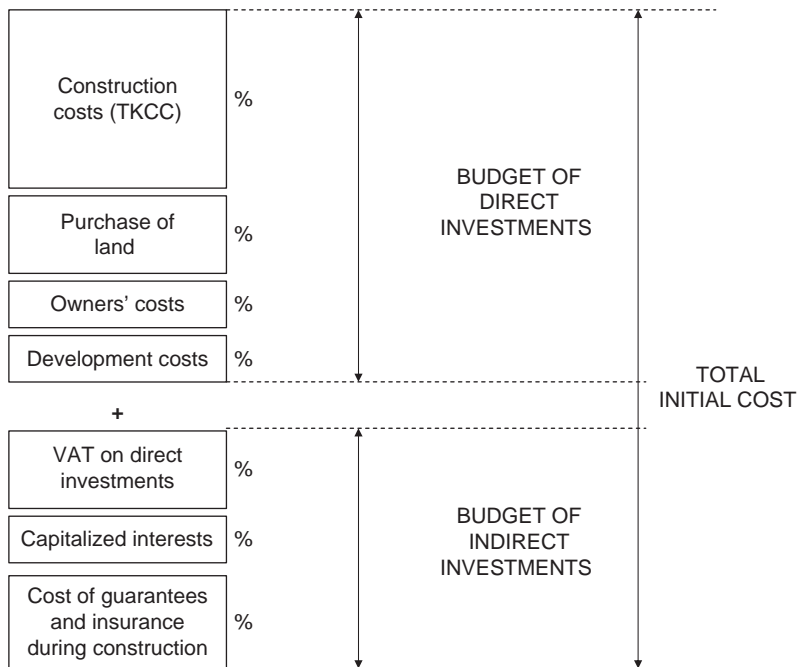 Construction
costs (TKCC)
%
Purchase of
land
%
Owners' costs
%
Development costs
%
BUDGET OF
DIRECT
INVESTMENTS
+
VAT on direct
investments
%
Capitalized interests
%
Cost of guarantees
and insurance
during construction
%
BUDGET OF
INDIRECT
INVESTMENTS
TOTAL
INITIAL COST